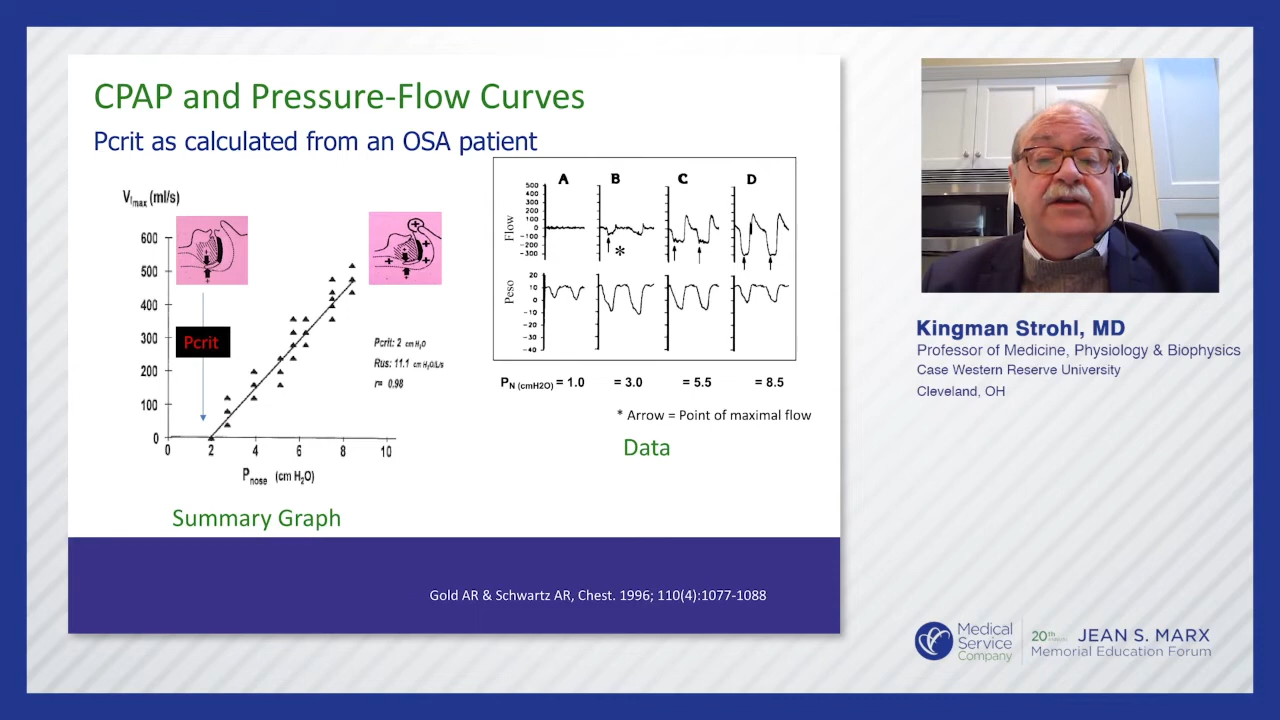 CPAP and Pressure-Flow Curves
Pcrit as calculated from an OSA patient
VImax (ml/s)
600
500
400
300
200
100
0
0 2 4 6 8 10
Pnose (cm H2O)
Pcrit
Pcrit: 2 cm H2O
Rus: 11.1 cm H2O/L/s
r= 0.98
Summary Graph
A B C D
Flow
500
400
300
200
100
0
-100
-200
-300
Peso
20
10
0
-10
-20
-30
-40
*
PN (cmH2O) = 1.0 = 3.0 = 5.5 = 8.5
* Arrow = Point of maximal flow
Data
Gold AR & Schwartz AR, Chest. 1996; 110(4):1077-1088
Kingman Strohl, MD
Professor of Medicine, Physiology & Biophysics
Case Western Reserve University
Cleveland, OH
Medical
Service
Company
20th
JEAN S. MARX
Memorial Education Forum